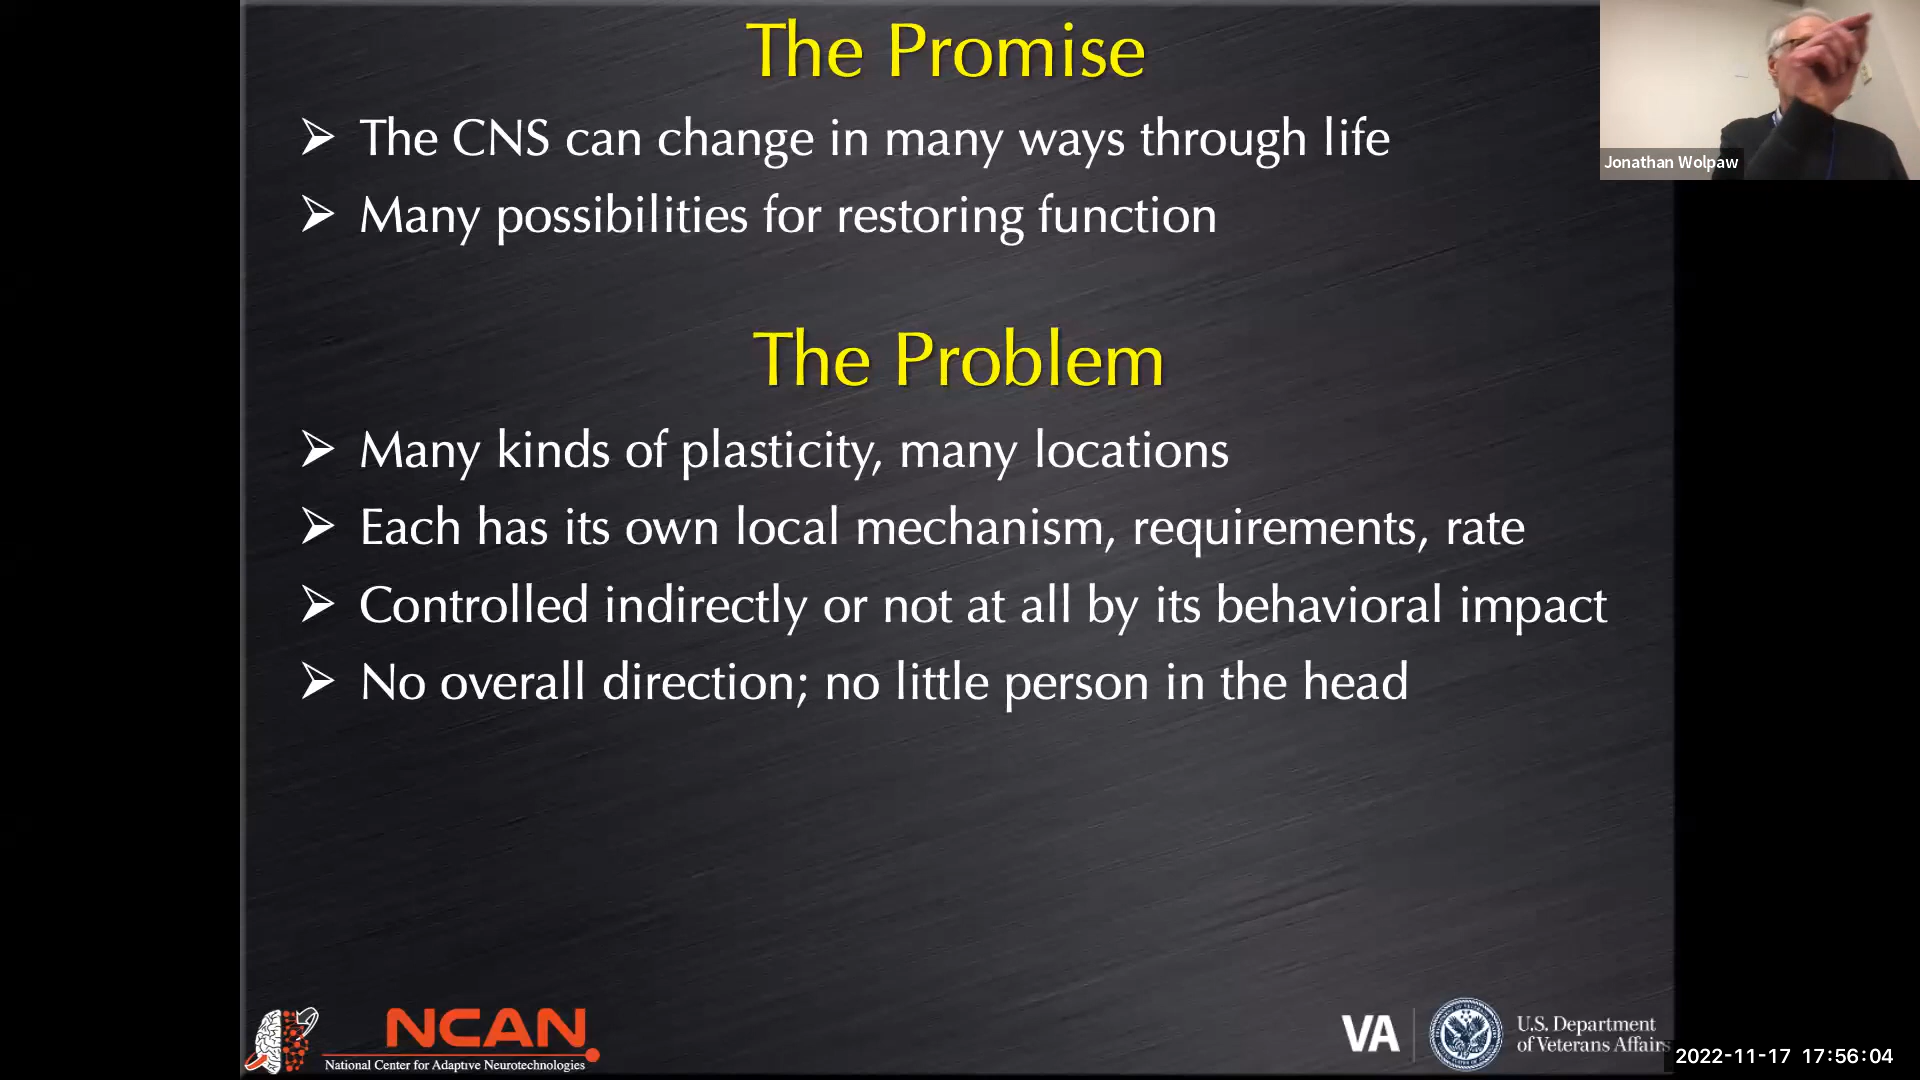 The Promise
➢ The CNS can change in many ways through life
➢ Many possibilities for restoring function
The Problem
➢ Many kinds of plasticity, many locations
➢ Each has its own local mechanism, requirements, rate
➢ Controlled indirectly or not at all by its behavioral impact
➢ No overall direction; no little person in the head
Jonathan Wolpaw
NCAN
National Center for Adaptive Neurotechnologies
VA
U.S. Department
of Veterans Affairs
2022-11-17 17:56:04